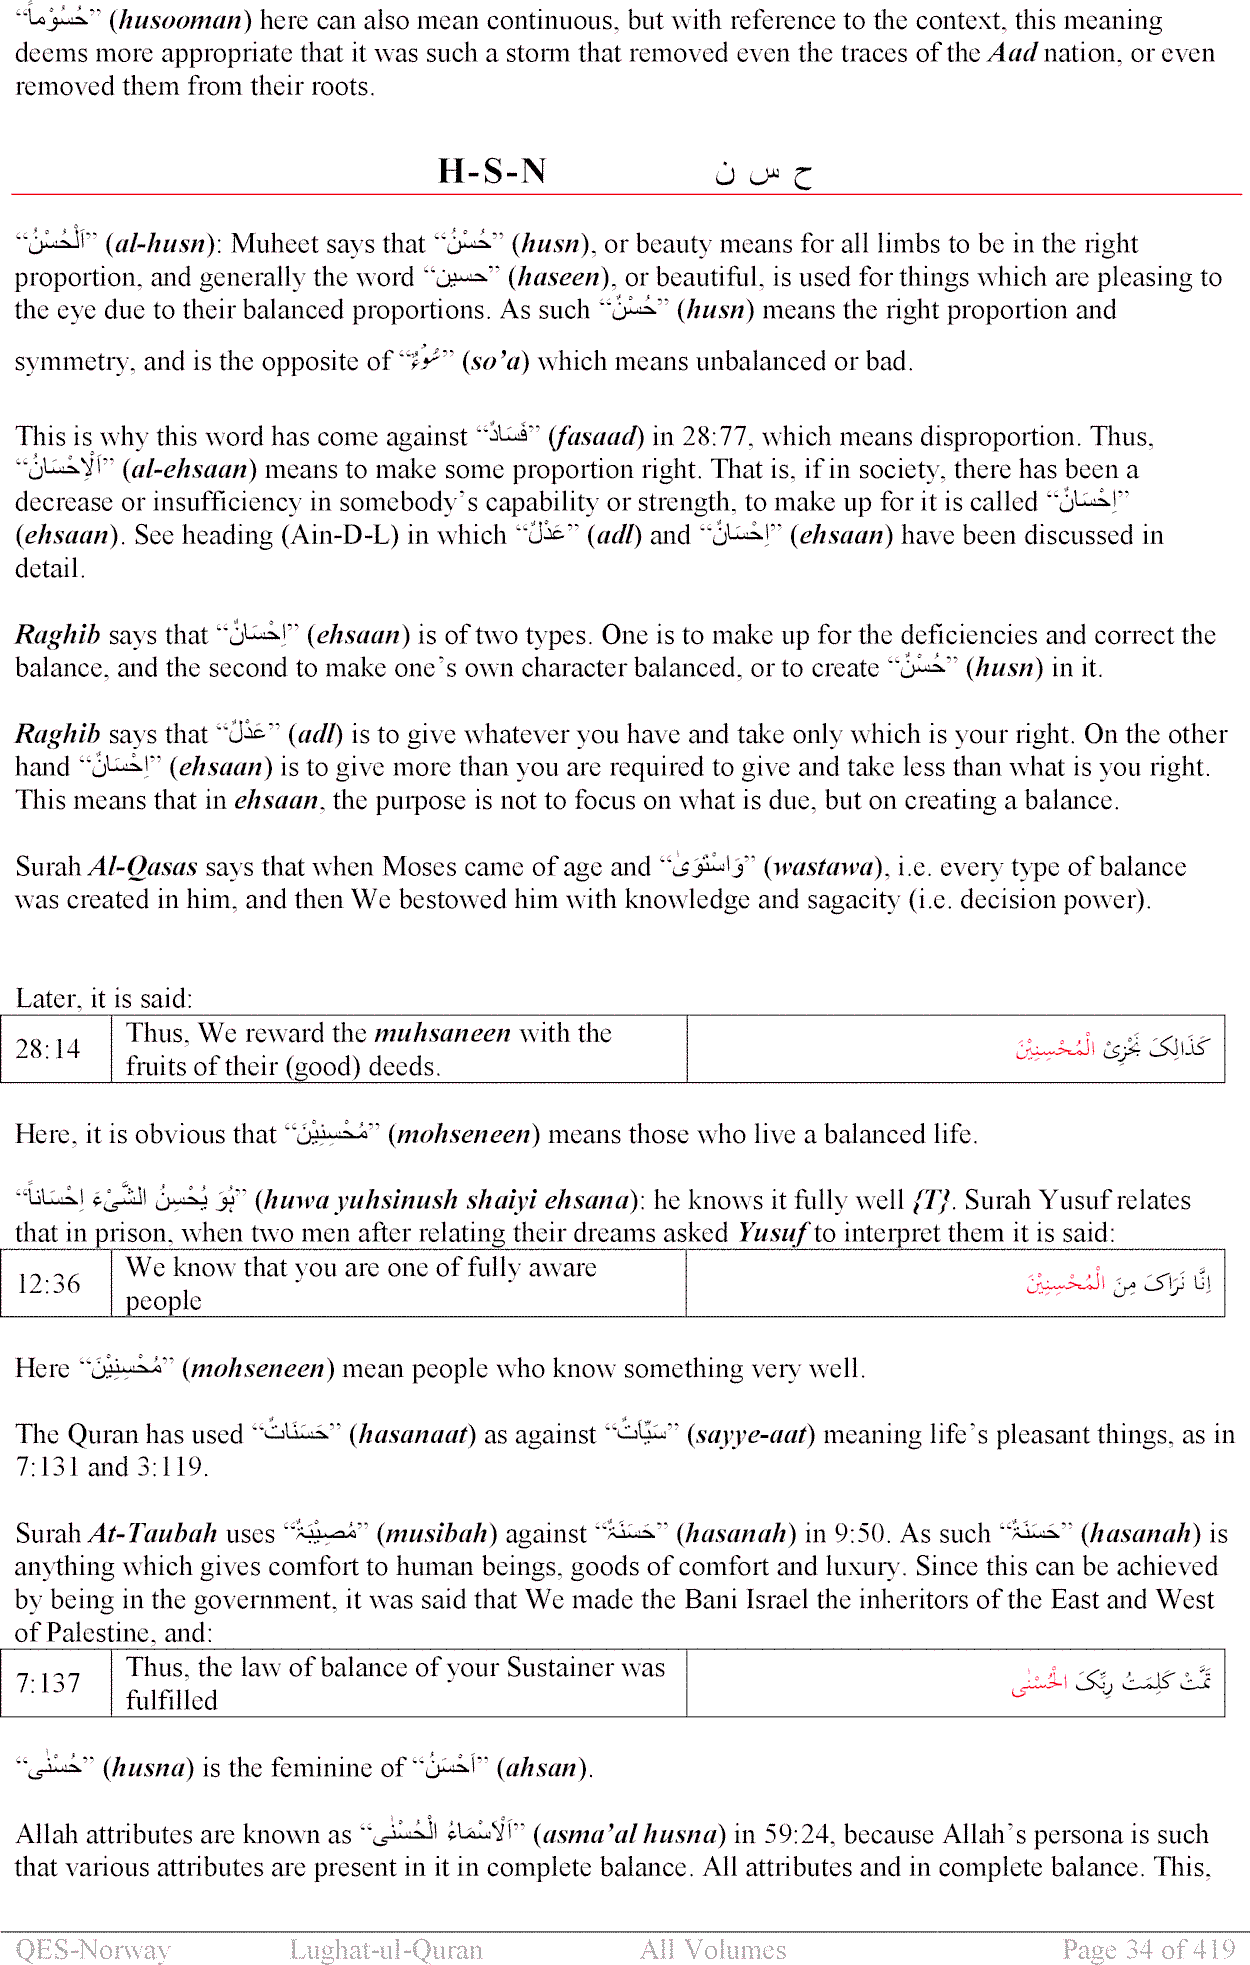 “حُسُوْماً” (husooman) here can also mean continuous, but with reference to the context, this meaning
deems more appropriate that it was such a storm that removed even the traces of the Aad nation, or even
removed them from their roots.
H-S-N ح س ن
“اَلْحُسْنُ” (al-husn): Muheet says that “حُسْنُ” (husn), or beauty means for all limbs to be in the right
proportion, and generally the word “حسین” (haseen), or beautiful, is used for things which are pleasing to
the eye due to their balanced proportions. As such “حُسْنٌ” (husn) means the right proportion and
symmetry, and is the opposite of “سُوْءٌ” (so’a) which means unbalanced or bad.
This is why this word has come against “فَسَادٌ” (fasaad) in 28:77, which means disproportion. Thus,
“اَلْاِحْسَانُ” (al-ehsaan) means to make some proportion right. That is, if in society, there has been a
decrease or insufficiency in somebody’s capability or strength, to make up for it is called “اِحْسَانٌ”
(ehsaan). See heading (Ain-D-L) in which “عَدْلٌ” (adl) and “اِحْسَانٌ” (ehsaan) have been discussed in
detail.
Raghib says that “اِحْسَانٌ” (ehsaan) is of two types. One is to make up for the deficiencies and correct the
balance, and the second to make one’s own character balanced, or to create “حُسْنٌ” (husn) in it.
Raghib says that “عَدْلٌ” (adl) is to give whatever you have and take only which is your right. On the other
hand “اِحْسَانٌ” (ehsaan) is to give more than you are required to give and take less than what is you right.
This means that in ehsaan, the purpose is not to focus on what is due, but on creating a balance.
Surah Al-Qasas says that when Moses came of age and “وَاسْتَوَىٰ” (wastawa), i.e. every type of balance
was created in him, and then We bestowed him with knowledge and sagacity (i.e. decision power).
Later, it is said:
28:14 Thus, We reward the muhsaneen with the كَذَالِکَ نَجْزِیْ الْمُحْسِنِیْنَ
fruits of their (good) deeds.
Here, it is obvious that “مُحْسِنِیْنَ” (mohseneen) means those who live a balanced life.
“ہُوَ یُحْسِنُ الشَّیْءَ اِحْسَاناً” (huwa yuhsinush shaiyi ehsana): he knows it fully well {T}. Surah Yusuf relates
that in prison, when two men after relating their dreams asked Yusuf to interpret them it is said:
12:36 We know that you are one of fully aware اِنَّا نَرَاکَ مِنَ الْمُحْسِنِیْنَ
people
Here “مُحْسِنِیْنَ” (mohseneen) mean people who know something very well.
The Quran has used “حَسَنَاتٌ” (hasanaat) as against “سَیِّاٰتٌ” (sayye-aat) meaning life’s pleasant things, as in
7:131 and 3:119.
Surah At-Taubah uses “مُصِیْبَۃٌ” (musibah) against “حَسَنَۃٌ” (hasanah) in 9:50. As such “حَسَنَۃٌ” (hasanah) is
anything which gives comfort to human beings, goods of comfort and luxury. Since this can be achieved
by being in the government, it was said that We made the Bani Israel the inheritors of the East and West
of Palestine, and:
7:137 Thus, the law of balance of your Sustainer was تَمَّتْ کَلِمَتُ رَبِّکَ الْحُسْنٰی
fulfilled
“حُسْنٰی” (husna) is the feminine of “اَحْسَنُ” (ahsan).
Allah attributes are known as “اَلْاَسْمَاءُ الْحُسْنٰی” (asma’al husna) in 59:24, because Allah’s persona is such
that various attributes are present in it in complete balance. All attributes and in complete balance. This,
QES-Norway Lughat-ul-Quran All Volumes Page 34 of 419